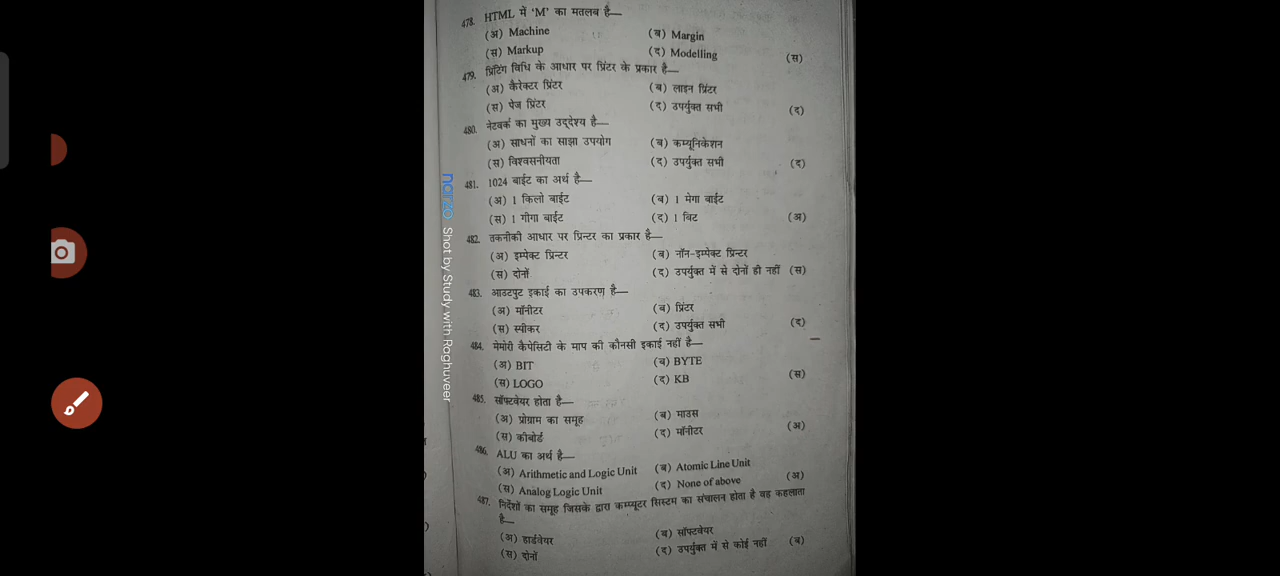 478. HTML में 'M' का मतलब है—
(अ) Machine (ब) Margin
(स) Markup (द) Modelling (स)
479. प्रिंटिंग विधि के आधार पर प्रिंटर के प्रकार है—
(अ) कैरेक्टर प्रिंटर (ब) लाइन प्रिंटर
(स) पेज प्रिंटर (द) उपर्युक्त सभी (द)
480. नेटवर्क का मुख्य उद्देश्य है—
(अ) साधनों का साझा उपयोग (ब) कम्यूनिकेशन
(स) विश्वसनीयता (द) उपर्युक्त सभी (द)
481. 1024 बाईट का अर्थ है—
(अ) 1 किलो बाईट (ब) 1 मेगा बाईट
(स) 1 गीगा बाईट (द) 1 बिट (अ)
482. तकनीकी आधार पर प्रिन्टर का प्रकार है—
(अ) इम्पेक्ट प्रिन्टर (ब) नॉन-इम्पेक्ट प्रिन्टर
(स) दोनों (द) उपर्युक्त में से दोनों ही नहीं (स)
483. आउटपुट इकाई का उपकरण है—
(अ) मॉनीटर (ब) प्रिंटर
(स) स्पीकर (द) उपर्युक्त सभी (द)
484. मेमोरी कैपेसिटी के माप की कौनसी इकाई नहीं है—
(अ) BIT (ब) BYTE
(स) LOGO (द) KB (स)
485. सॉफ्टवेयर होता है—
(अ) प्रोग्राम का समूह (ब) माउस
(स) कीबोर्ड (द) मॉनीटर (अ)
486. ALU का अर्थ है—
(अ) Arithmetic and Logic Unit (ब) Atomic Line Unit
(स) Analog Logic Unit (द) None of above (अ)
487. निर्देशों का समूह जिसके द्वारा कम्प्यूटर सिस्टम का संचालन होता है वह कहलाता
है—
(अ) हार्डवेयर (ब) सॉफ्टवेयर
(स) दोनों (द) उपर्युक्त में से कोई नहीं (ब)
narzo Shot by Study with Roghuveer